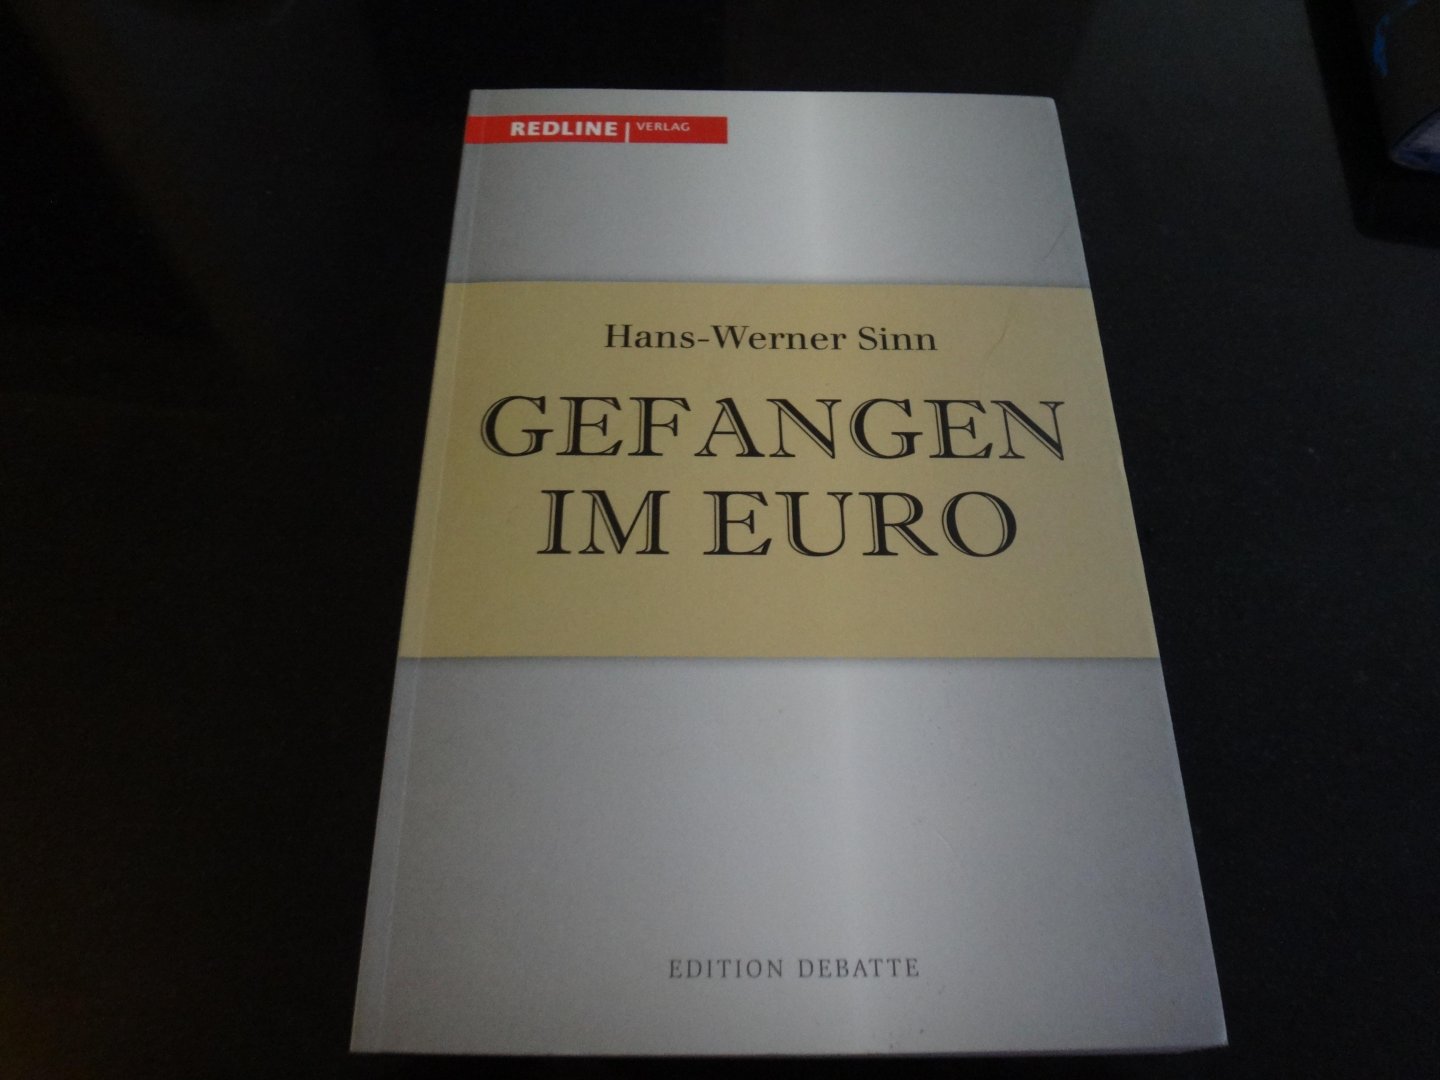 REDLINE | VERLAG
Hans-Werner Sinn
GEFANGEN
IM EURO
EDITION DEBATTE